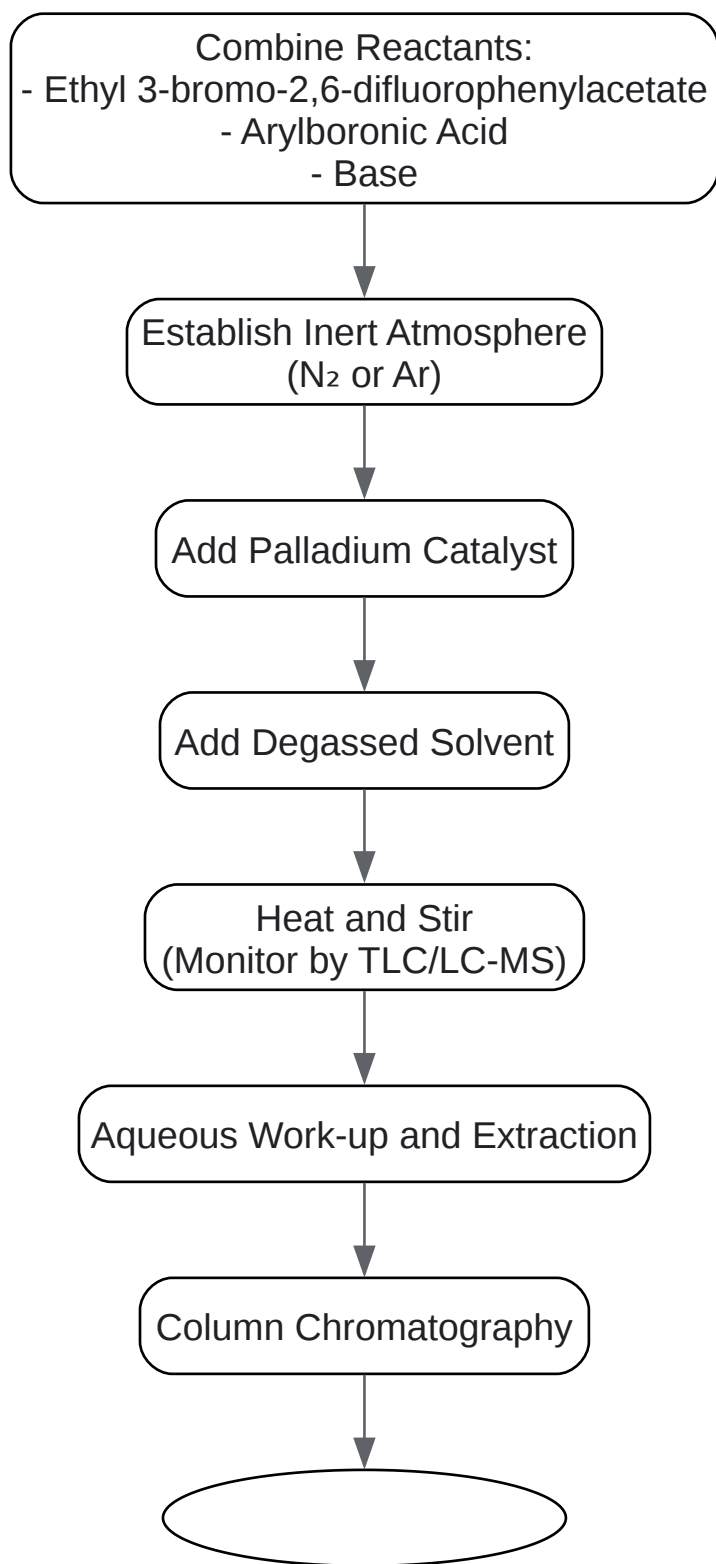 Combine Reactants:
- Ethyl 3-bromo-2,6-difluorophenylacetate
- Arylboronic Acid
- Base
Establish Inert Atmosphere
(N₂ or Ar)
Add Palladium Catalyst
Add Degassed Solvent
Heat and Stir
(Monitor by TLC/LC-MS)
Aqueous Work-up and Extraction
Column Chromatography